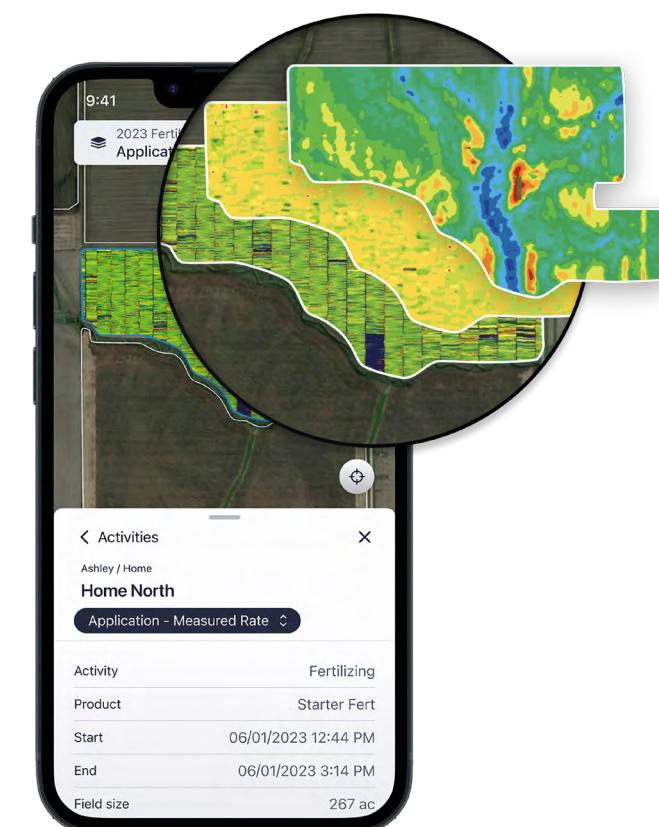 9:41
2023 Fertil
Applicat
Activities
Ashley / Home
Home North
Application - Measured Rate
Activity Fertilizing
Product Starter Fert
Start 06/01/2023 12:44 PM
End 06/01/2023 3:14 PM
Field size 267 ac